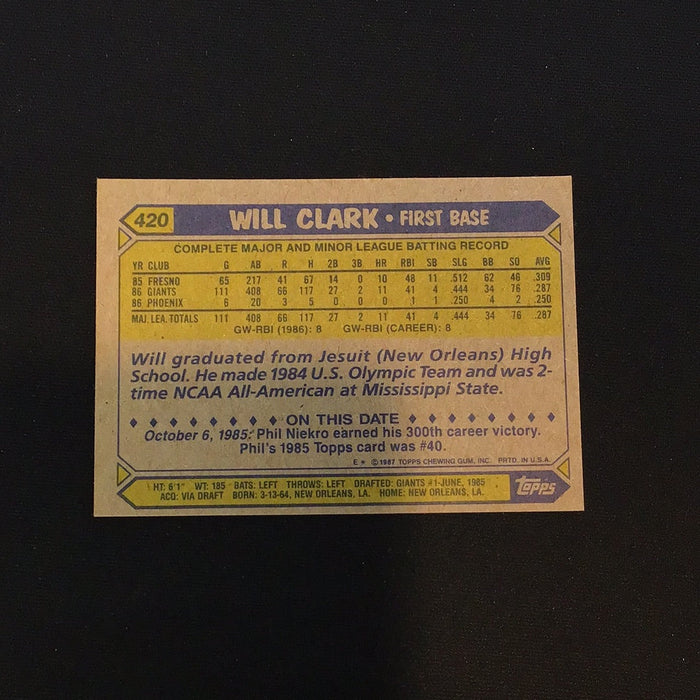 420 WILL CLARK • FIRST BASE
COMPLETE MAJOR AND MINOR LEAGUE BATTING RECORD
YR CLUB G AB R H 2B 3B HR RBI SB SLG BB SO AVG
85 FRESNO 65 217 41 67 14 0 10 48 11 .512 62 46 .309
86 GIANTS 111 408 66 117 27 2 11 41 4 .444 34 76 .287
86 PHOENIX 6 20 3 5 0 0 0 1 1 .250 4 2 .250
MAJ. LEA. TOTALS 111 408 66 117 27 2 11 41 4 .444 34 76 .287
GW-RBI (1986): 8 GW-RBI (CAREER): 8
Will graduated from Jesuit (New Orleans) High
School. He made 1984 U.S. Olympic Team and was 2-
time NCAA All-American at Mississippi State.
♦ ♦ ♦ ♦ ♦ ♦ ♦ ♦ ON THIS DATE ♦ ♦ ♦ ♦ ♦ ♦ ♦ ♦
October 6, 1985: Phil Niekro earned his 300th career victory.
Phil's 1985 Topps card was #40.
E * © 1987 TOPPS CHEWING GUM, INC. PRTD. IN U.S.A.
HT: 6'1" WT: 185 BATS: LEFT THROWS: LEFT DRAFTED: GIANTS #1-JUNE, 1985
ACQ: VIA DRAFT BORN: 3-13-64, NEW ORLEANS, LA. HOME: NEW ORLEANS, LA.
Topps